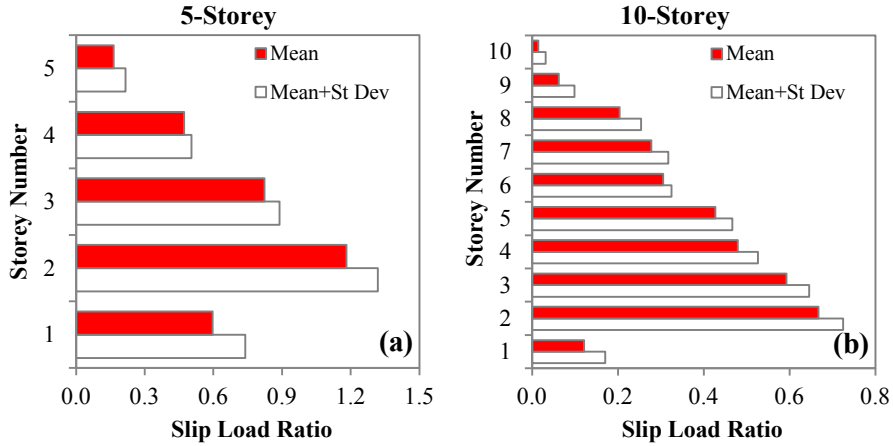 5-Storey
Mean
Mean+St Dev
Storey Number
5
4
3
2
1
(a)
0.0 0.3 0.6 0.9 1.2 1.5
Slip Load Ratio
10-Storey
Mean
Mean+St Dev
Storey Number
10
9
8
7
6
5
4
3
2
1
(b)
0.0 0.2 0.4 0.6 0.8
Slip Load Ratio